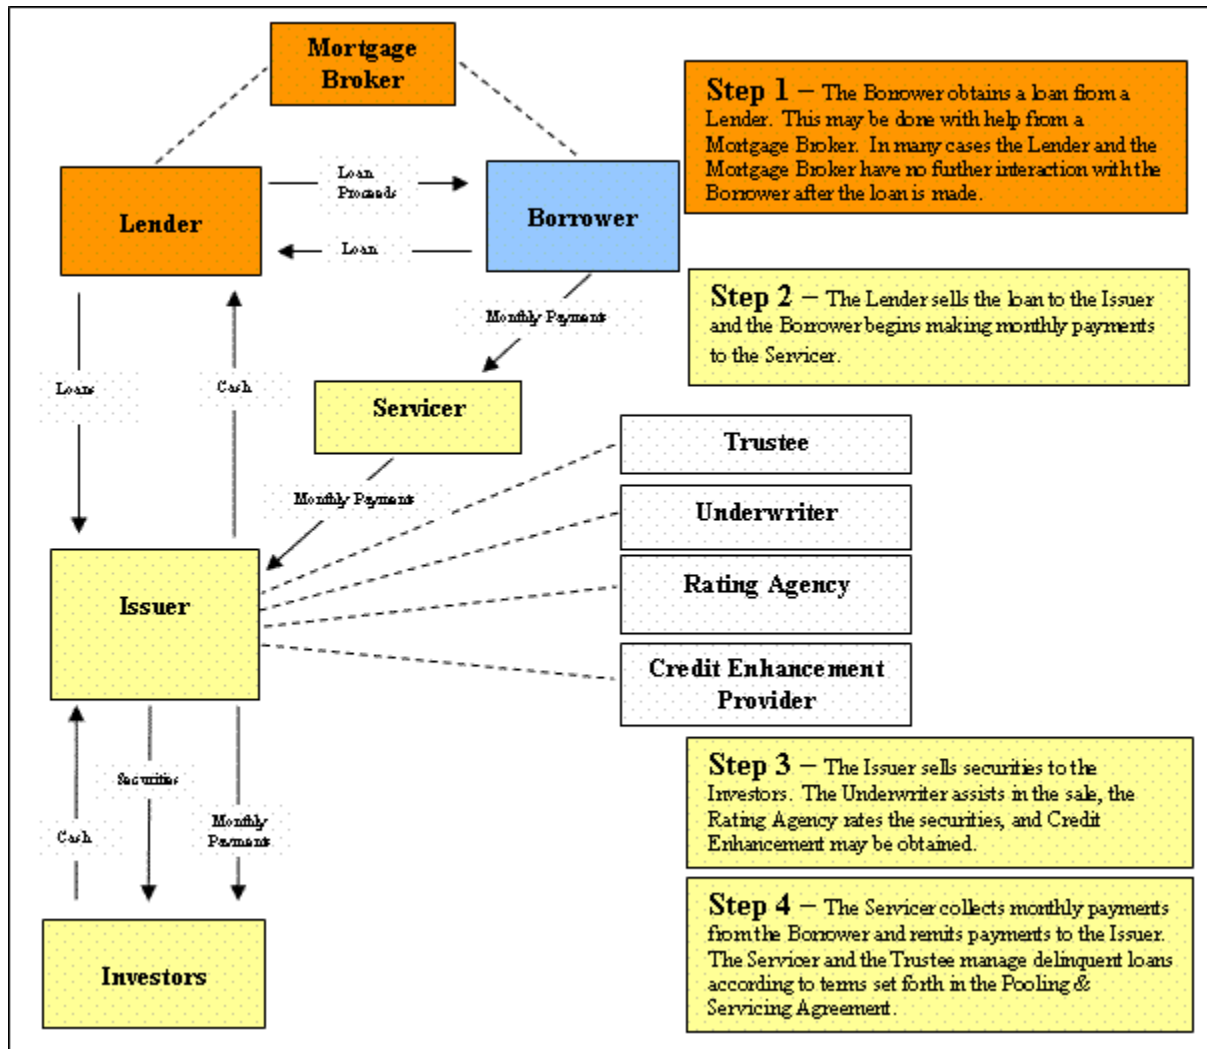 Mortgage
Broker
Step 1 – The Borrower obtains a loan from a
Lender. This may be done with help from a
Mortgage Broker. In many cases the Lender and the
Mortgage Broker have no further interaction with the
Borrower after the loan is made.
Loan
Proceeds
Lender
Borrower
Loan
Step 2 – The Lender sells the loan to the Issuer
and the Borrower begins making monthly payments
to the Servicer.
Monthly Payments
Loans
Cash
Servicer
Trustee
Monthly Payments
Underwriter
Rating Agency
Issuer
Credit Enhancement
Provider
Step 3 – The Issuer sells securities to the
Investors. The Underwriter assists in the sale, the
Rating Agency rates the securities, and Credit
Enhancement may be obtained.
Securities
Cash
Monthly
Payments
Step 4 – The Servicer collects monthly payments
from the Borrower and remits payments to the Issuer.
The Servicer and the Trustee manage delinquent loans
according to terms set forth in the Pooling &
Servicing Agreement.
Investors